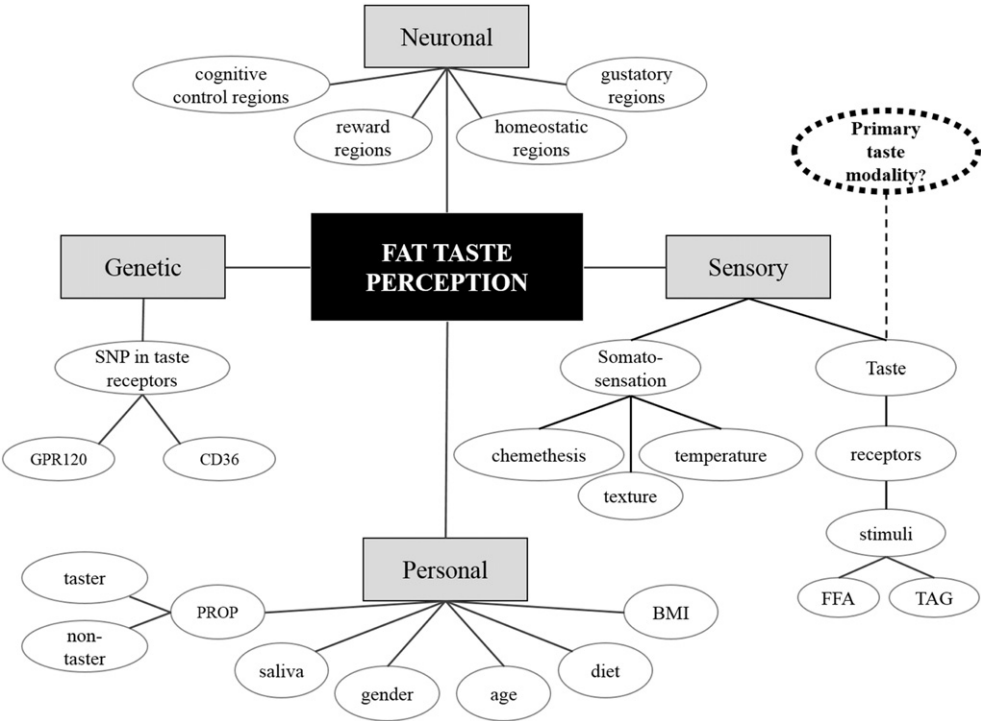 Neuronal
cognitive
control regions
gustatory
regions
reward
regions
homeostatic
regions
Primary
taste
modality?
FAT TASTE
PERCEPTION
Genetic
Sensory
SNP in taste
receptors
Somato-
sensation
Taste
GPR120
CD36
chemethesis
temperature
texture
receptors
stimuli
FFA
TAG
Personal
taster
non-
taster
PROP
BMI
saliva
diet
gender
age